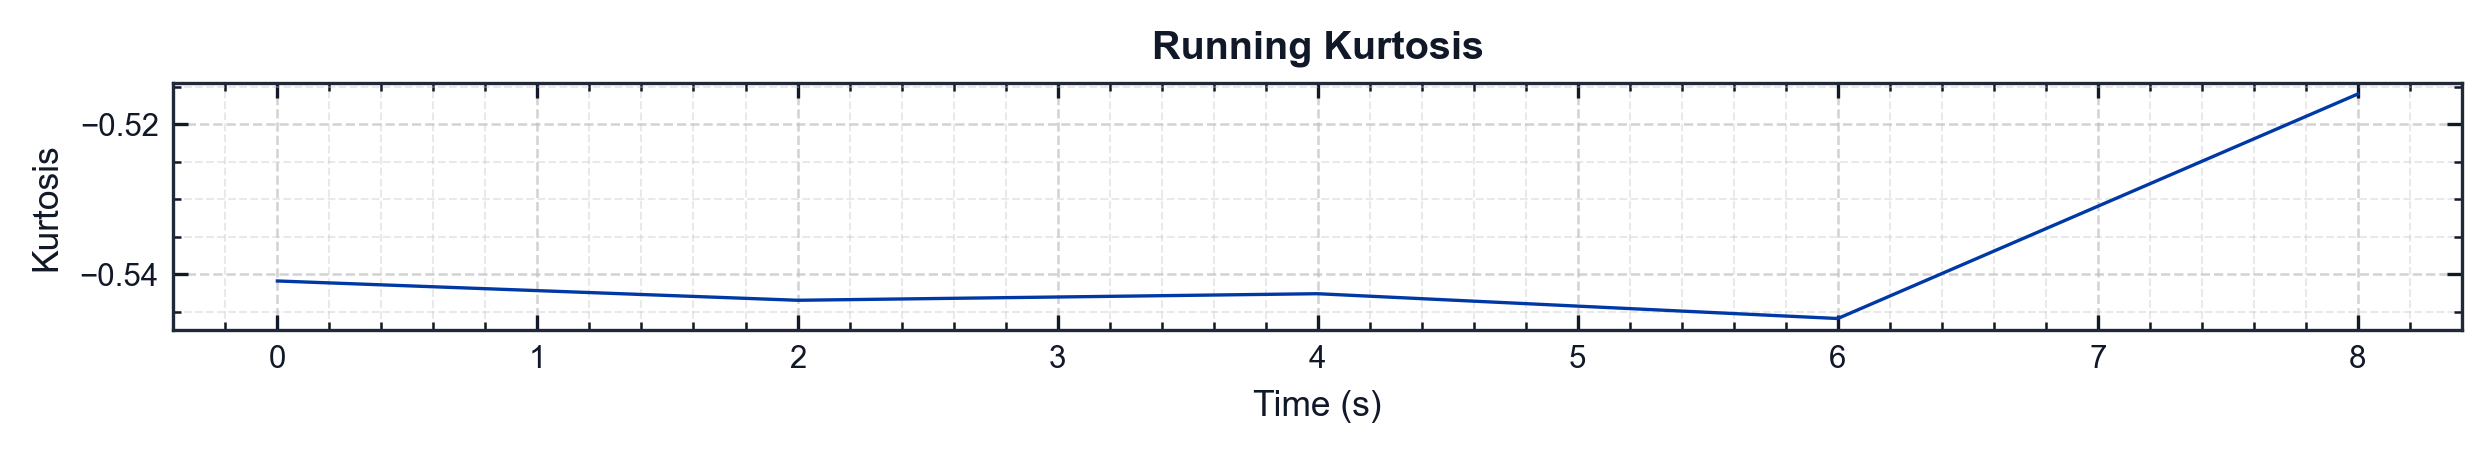 Running Kurtosis
Kurtosis
−0.52
−0.54
0 1 2 3 4 5 6 7 8
Time (s)